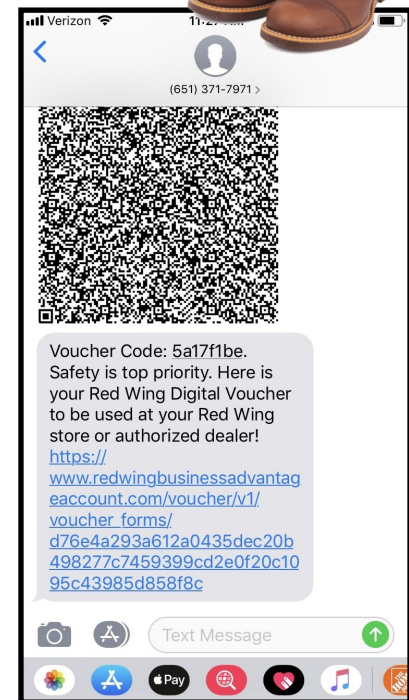 Verizon
(651) 371-7971 >
Voucher Code: 5a17f1be.
Safety is top priority. Here is
your Red Wing Digital Voucher
to be used at your Red Wing
store or authorized dealer!
https://
www.redwingbusinessadvantag
eaccount.com/voucher/v1/
voucher_forms/
d76e4a293a612a0435dec20b
498277c7459399cd2e0f20c10
95c43985d858f8c
Text Message
Pay